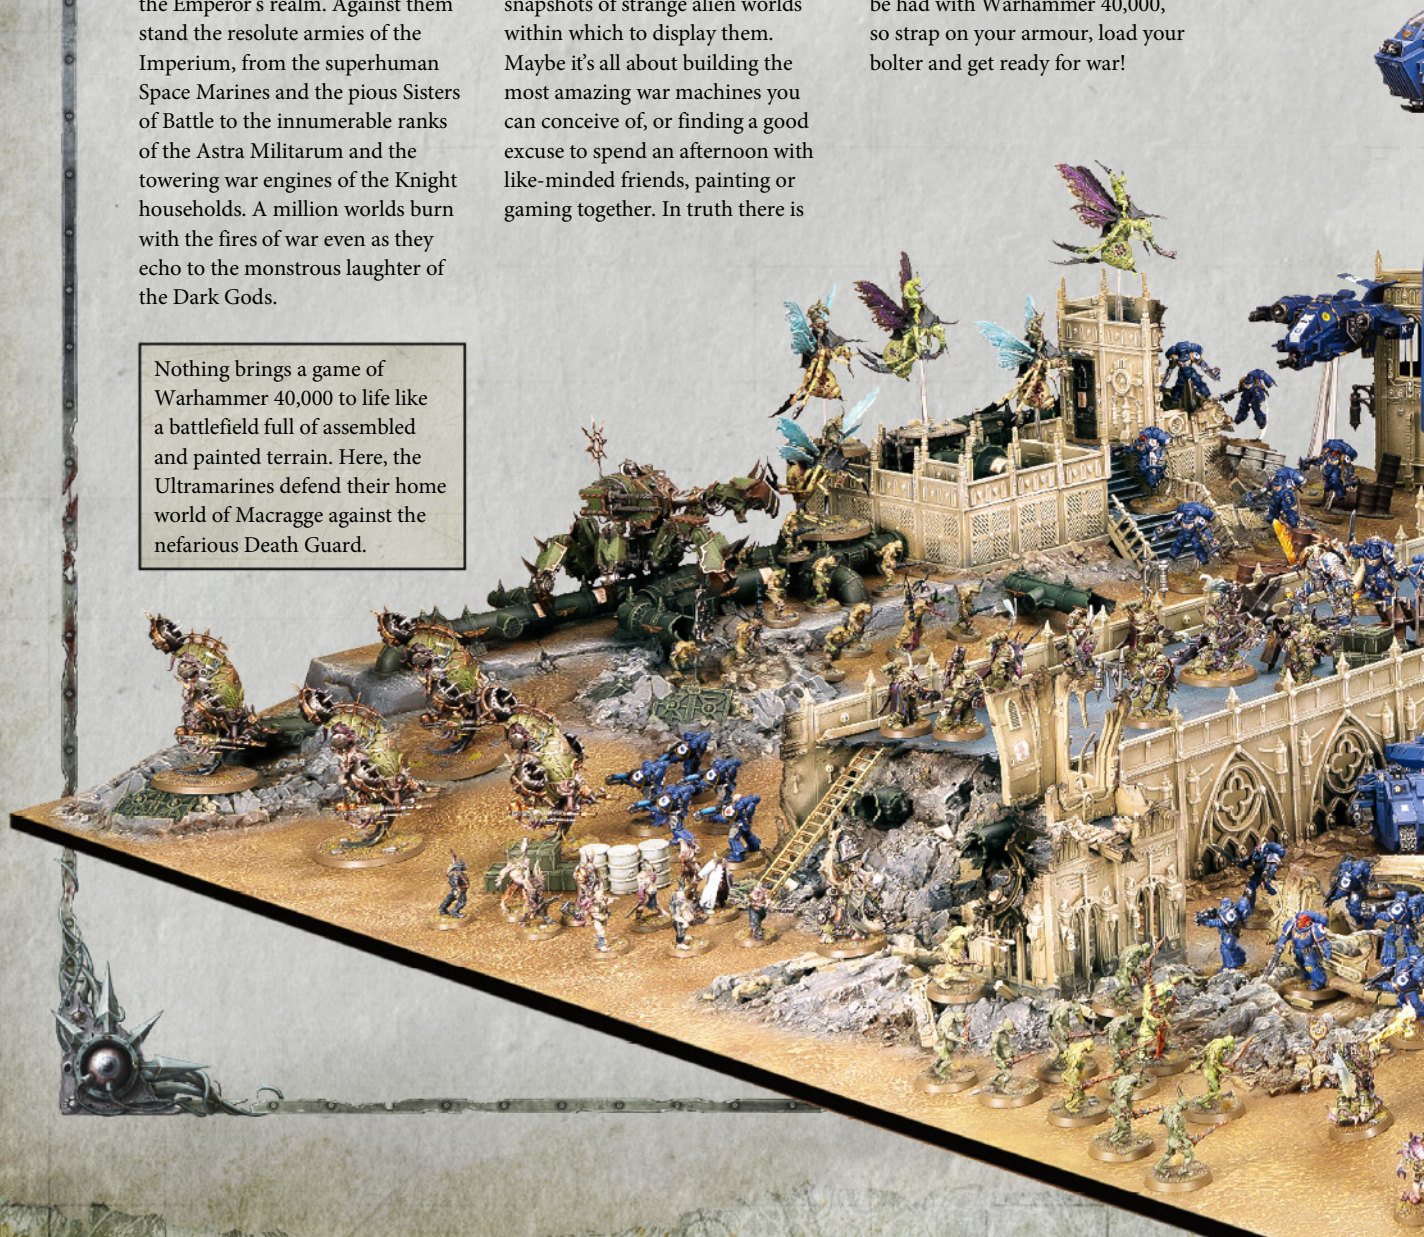 the Emperor's realm. Against them
stand the resolute armies of the
Imperium, from the superhuman
Space Marines and the pious Sisters
of Battle to the innumerable ranks
of the Astra Militarum and the
towering war engines of the Knight
households. A million worlds burn
with the fires of war even as they
echo to the monstrous laughter of
the Dark Gods.
Nothing brings a game of
Warhammer 40,000 to life like
a battlefield full of assembled
and painted terrain. Here, the
Ultramarines defend their home
world of Macragge against the
nefarious Death Guard.
snapshots of strange alien worlds
within which to display them.
Maybe it's all about building the
most amazing war machines you
can conceive of, or finding a good
excuse to spend an afternoon with
like-minded friends, painting or
gaming together. In truth there is
be had with Warhammer 40,000,
so strap on your armour, load your
bolter and get ready for war!